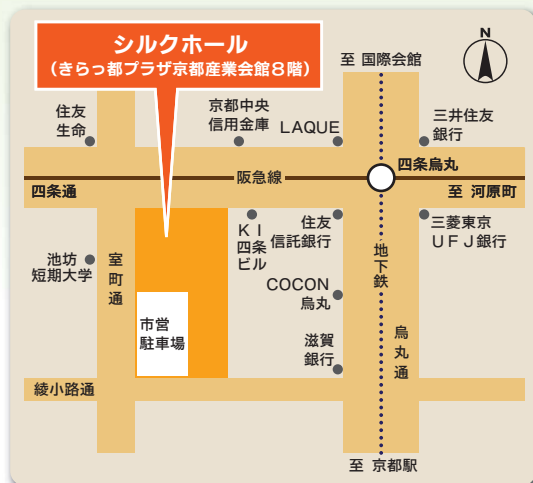 シルクホール
(きらっ都プラザ京都産業会館8階)
至 国際会館
N
住友
生命
京都中央
信用金庫
LAQUE
三井住友
銀行
四条烏丸
阪急線
四条通
至 河原町
KI
四条
ビル
住友
信託銀行
三菱東京
UFJ銀行
池坊
短期大学
室町通
地下鉄
COCON
烏丸
市営
駐車場
滋賀
銀行
烏丸通
綾小路通
至 京都駅